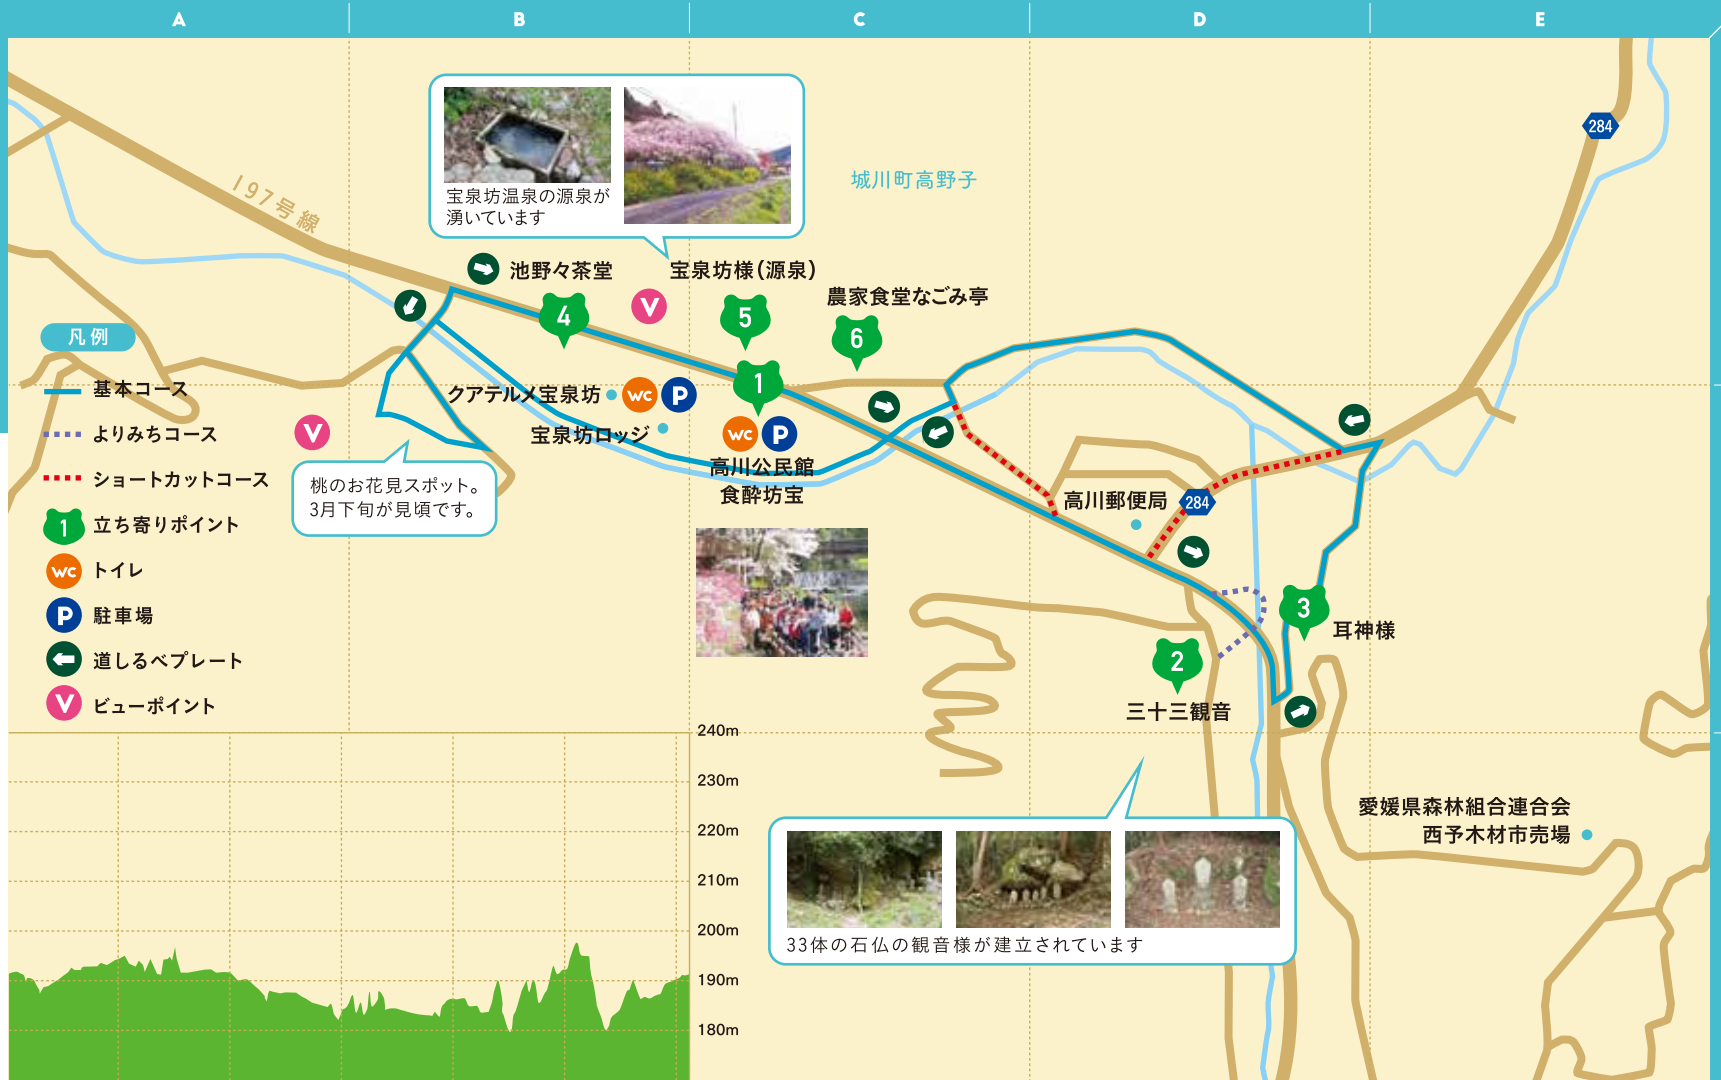 A
B
C
D
E
284
197号線
宝泉坊温泉の源泉が
湧いています
城川町高野子
池野々茶堂
宝泉坊様(源泉)
農家食堂なごみ亭
4
V
5
6
1
凡例
基本コース
よりみちコース
ショートカットコース
1
立ち寄りポイント
WC
トイレ
P
駐車場
道しるべプレート
V
ビューポイント
V
桃のお花見スポット。
3月下旬が見頃です。
クアテルメ宝泉坊
WC
P
宝泉坊ロッジ
WC
P
高川公民館
食酔坊宝
高川郵便局
284
3
耳神様
2
三十三観音
愛媛県森林組合連合会
西予木材市売場
33体の石仏の観音様が建立されています
240m
230m
220m
210m
200m
190m
180m